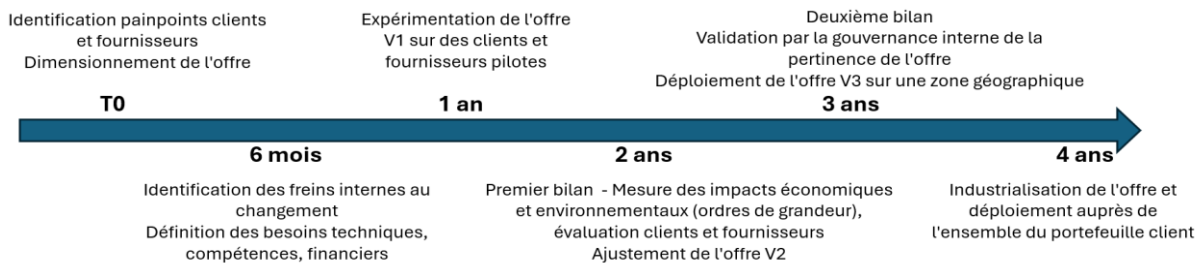 Identification painpoints clients
et fournisseurs
Dimensionnement de l'offre
T0
6 mois
Identification des freins internes au
changement
Définition des besoins techniques,
compétences, financiers
Expérimentation de l'offre
V1 sur des clients et
fournisseurs pilotes
1 an
2 ans
Premier bilan - Mesure des impacts économiques
et environnementaux (ordres de grandeur),
évaluation clients et fournisseurs
Ajustement de l'offre V2
Deuxième bilan
Validation par la gouvernance interne de la
pertinence de l'offre
Déploiement de l'offre V3 sur une zone géographique
3 ans
4 ans
Industrialisation de l'offre et
déploiement auprès de
l'ensemble du portefeuille client